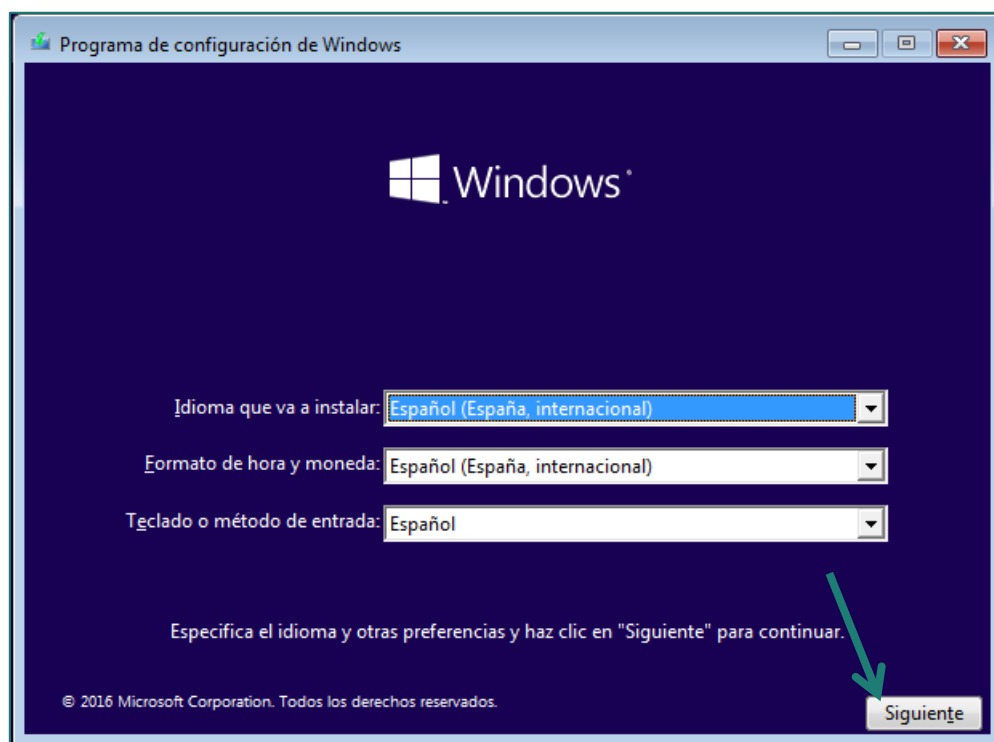 Programa de configuración de Windows
Windows
Idioma que va a instalar: Español (España, internacional)
Formato de hora y moneda: Español (España, internacional)
Teclado o método de entrada: Español
Especifica el idioma y otras preferencias y haz clic en "Siguiente" para continuar.
© 2016 Microsoft Corporation. Todos los derechos reservados.
Siguiente